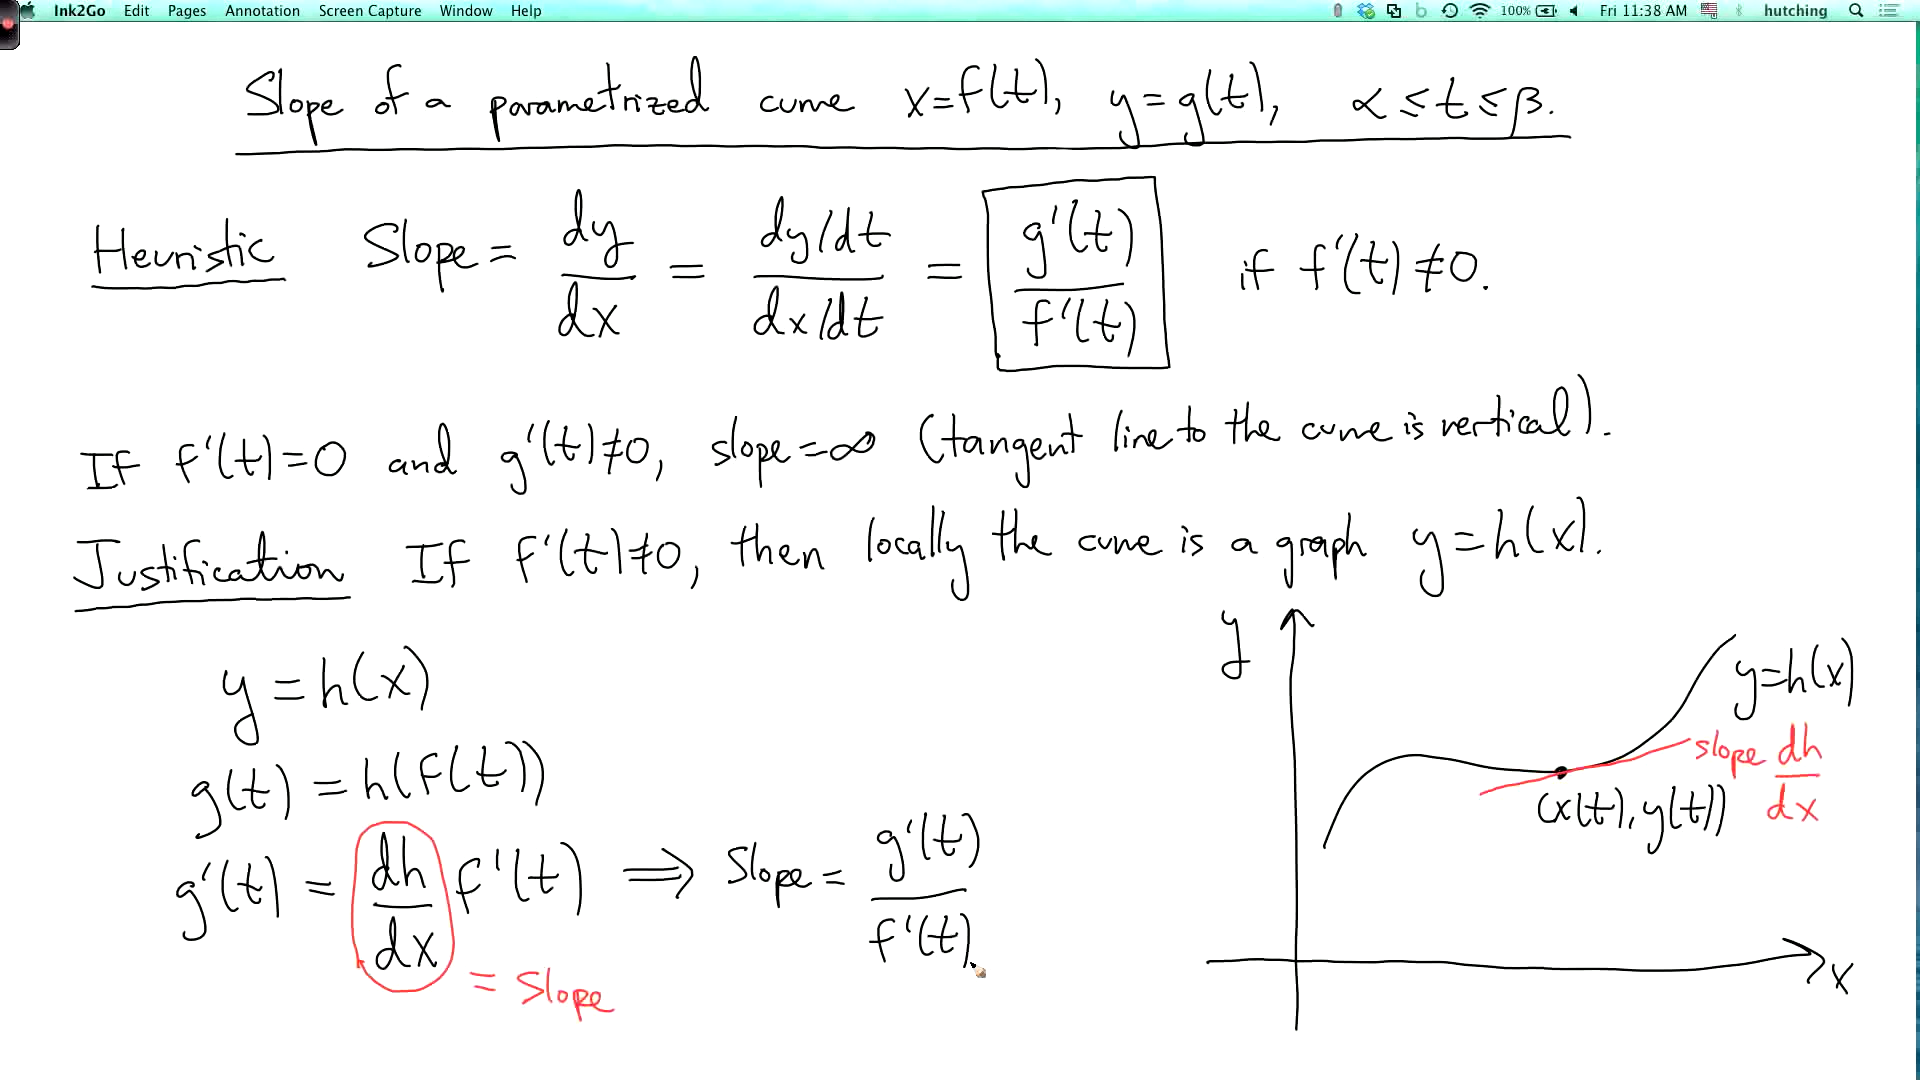 Ink2Go Edit Pages Annotation Screen Capture Window Help 100% Fri 11:38 AM hutching
Slope of a parametrized curve x=f(t), y=g(t), α≤t≤β.
Heuristic Slope = dy/dx = (dy/dt)/(dx/dt) = g'(t)/f'(t) if f'(t)≠0.
If f'(t)=0 and g'(t)≠0, slope=∞ (tangent line to the curve is vertical).
Justification If f'(t)≠0, then locally the curve is a graph y=h(x).
y=h(x)
g(t)=h(f(t))
g'(t) = dh/dx f'(t) ⟹ Slope = g'(t)/f'(t).
= Slope
y
y=h(x)
slope dh/dx
(x(t), y(t))
x